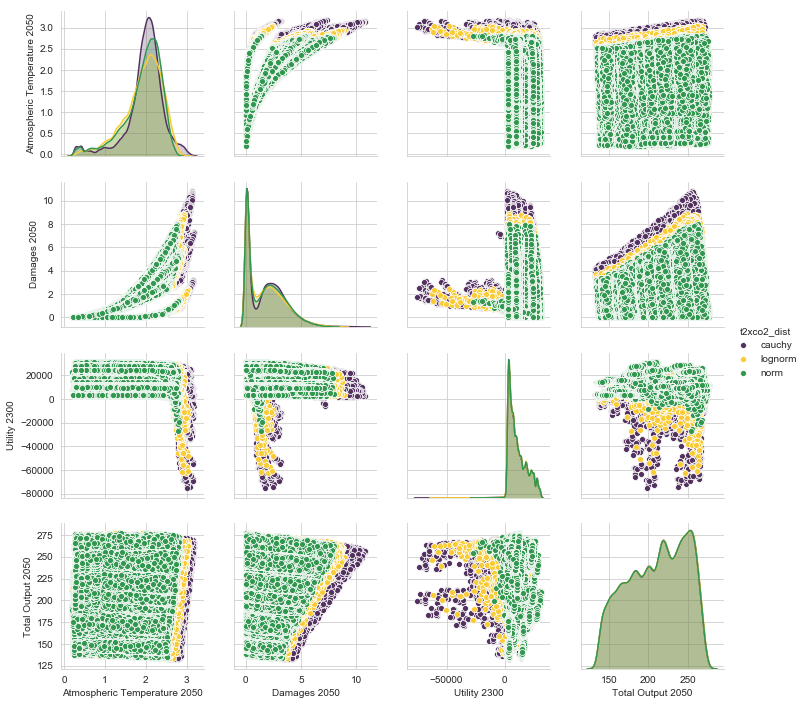 Atmospheric Temperature 2050
3.0
2.5
2.0
1.5
1.0
0.5
0.0
Damages 2050
10
8
6
4
2
0
t2xco2_dist
cauchy
lognorm
norm
Utility 2300
20000
0
−20000
−40000
−60000
−80000
Total Output 2050
275
250
225
200
175
150
125
0 1 2 3
0 5 10
−50000 0
150 200 250
Atmospheric Temperature 2050
Damages 2050
Utility 2300
Total Output 2050